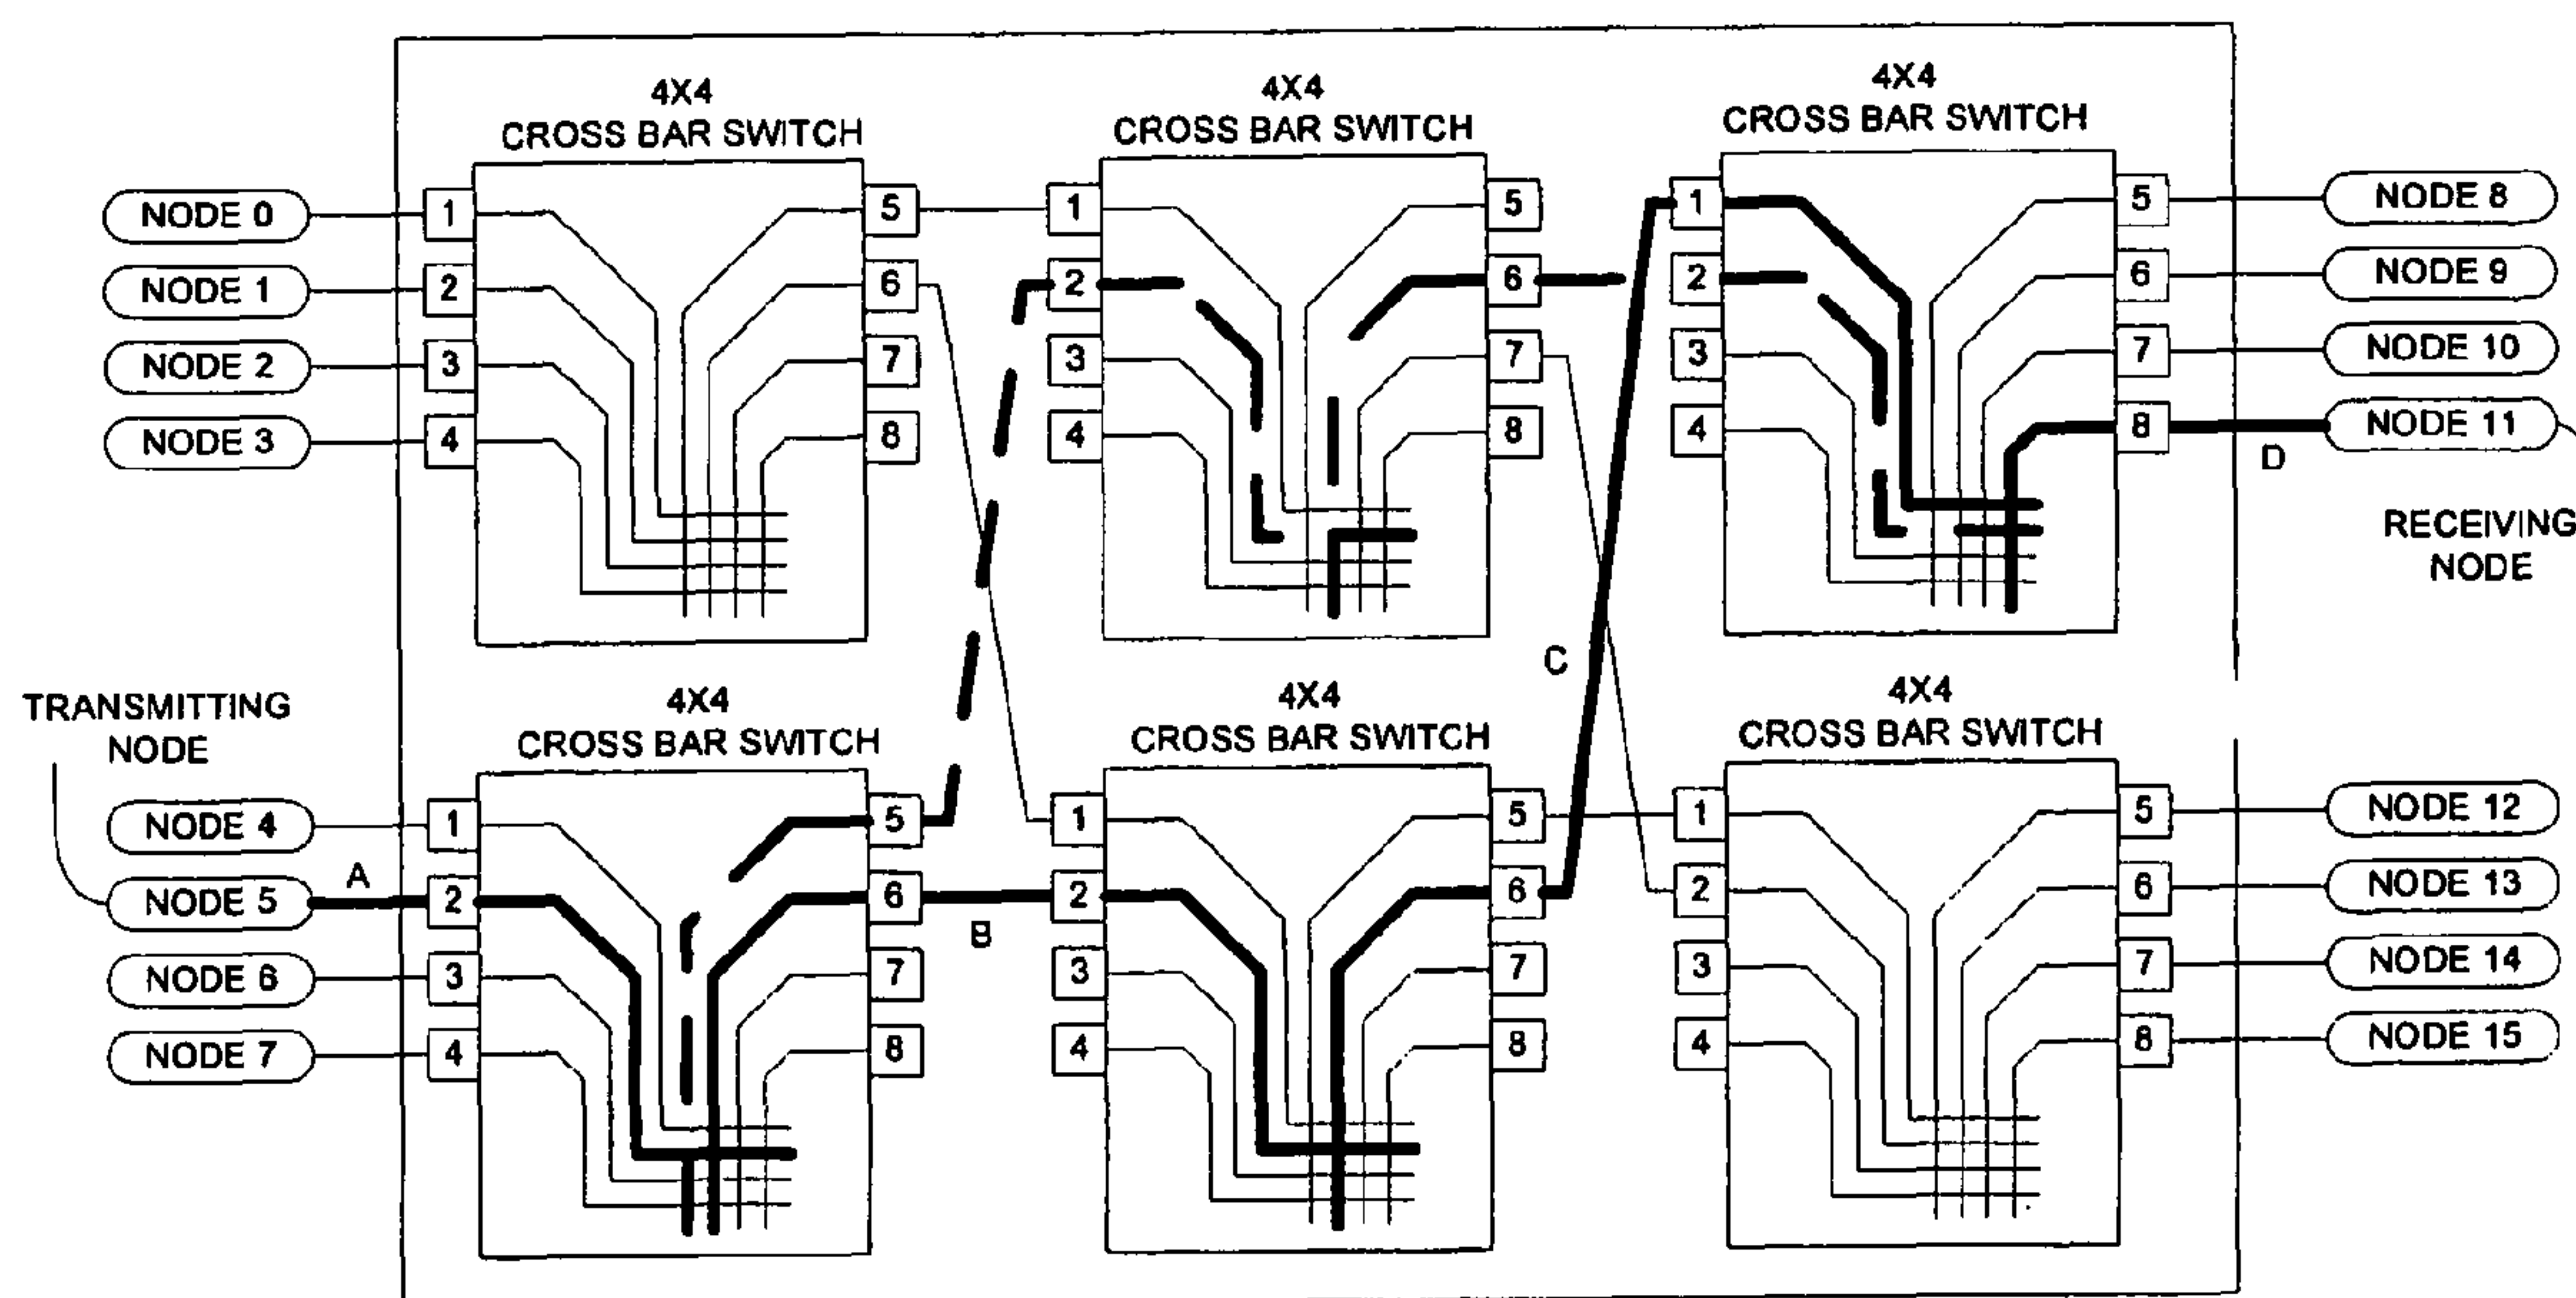 4X4
CROSS BAR SWITCH
4X4
CROSS BAR SWITCH
4X4
CROSS BAR SWITCH
NODE 0
NODE 1
NODE 2
NODE 3
1
2
3
4
5
6
7
8
1
2
3
4
5
6
7
8
1
2
3
4
5
6
7
8
NODE 8
NODE 9
NODE 10
NODE 11
D
RECEIVING
NODE
C
TRANSMITTING
NODE
4X4
CROSS BAR SWITCH
4X4
CROSS BAR SWITCH
4X4
CROSS BAR SWITCH
NODE 4
NODE 5
NODE 6
NODE 7
A
1
2
3
4
5
6
7
8
B
1
2
3
4
5
6
7
8
1
2
3
4
5
6
7
8
NODE 12
NODE 13
NODE 14
NODE 15